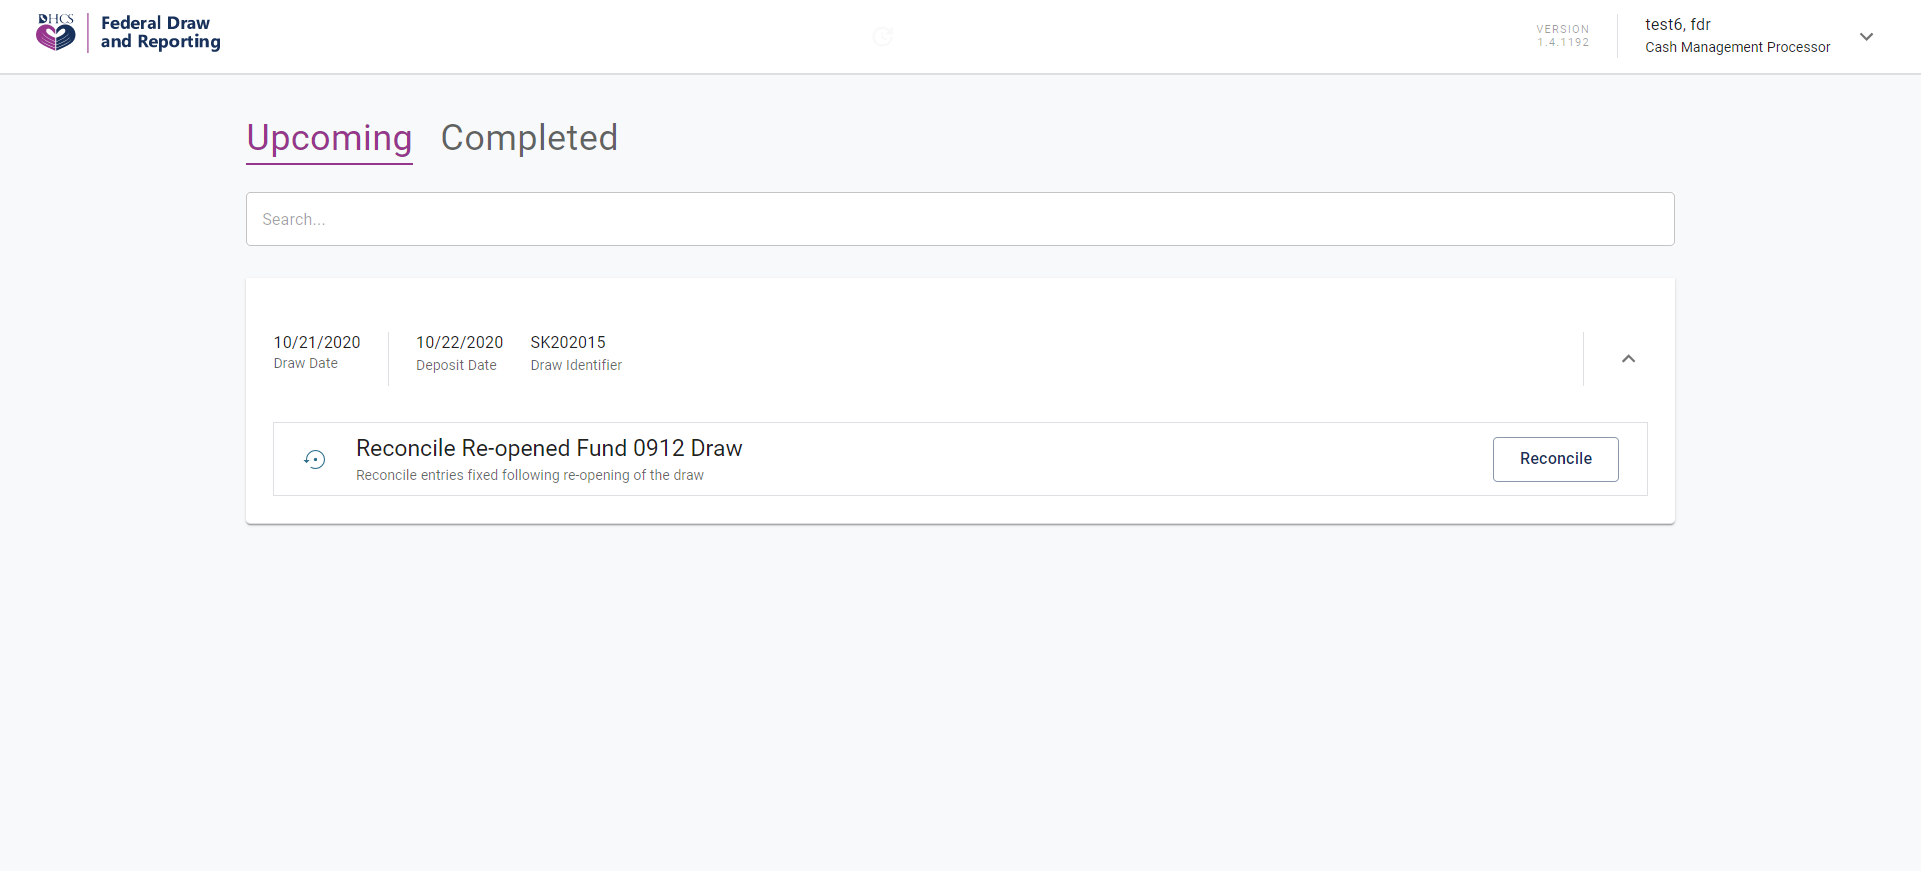 DHCS
Federal Draw
and Reporting
VERSION
1.4.1192
test6, fdr
Cash Management Processor
Upcoming Completed
Search...
10/21/2020 10/22/2020 SK202015
Draw Date Deposit Date Draw Identifier
Reconcile Re-opened Fund 0912 Draw
Reconcile entries fixed following re-opening of the draw
Reconcile